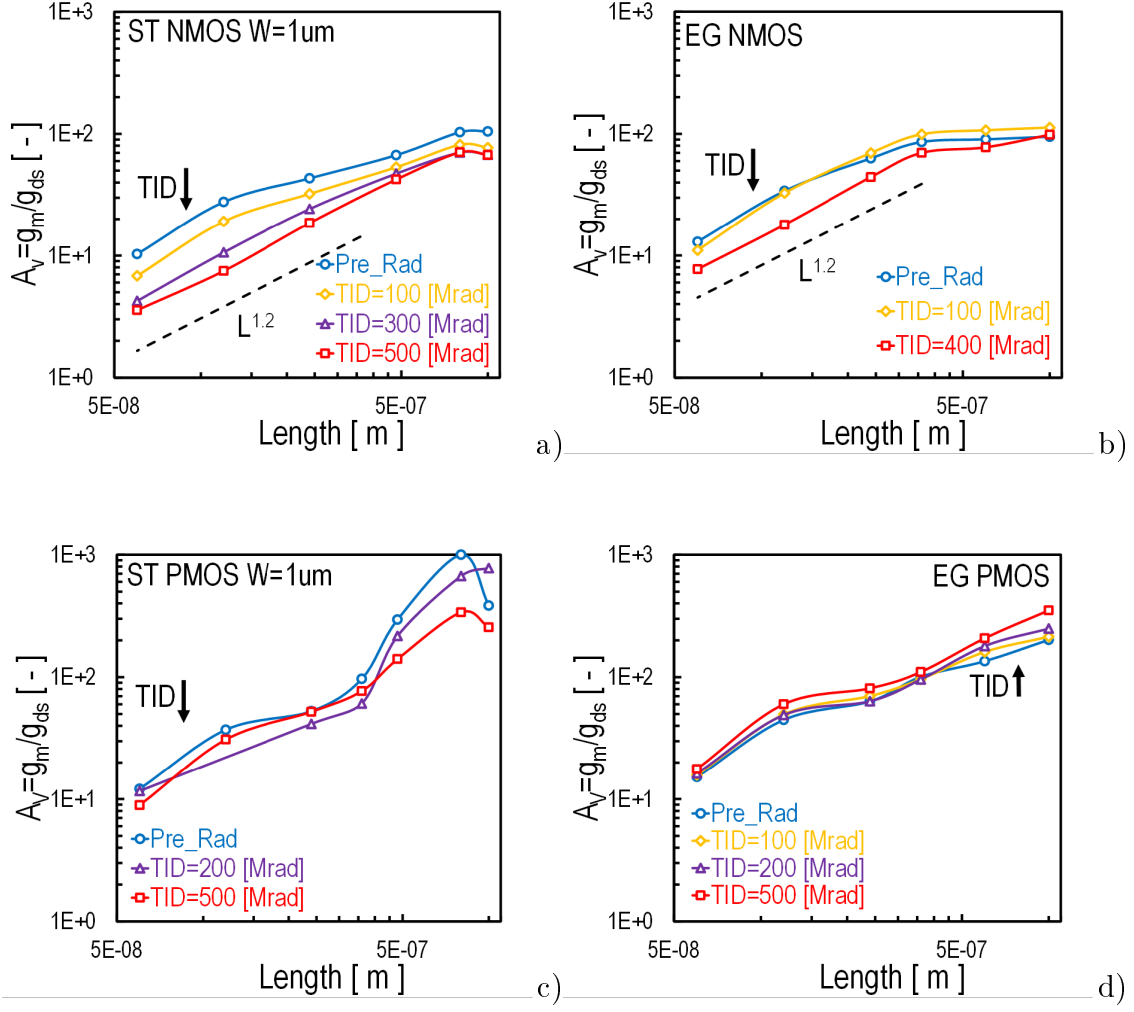 ST NMOS W=1um
1E+3
1E+2
1E+1
1E+0
A_v=g_m/g_ds [ - ]
TID
L^1.2
Pre_Rad
TID=100 [Mrad]
TID=300 [Mrad]
TID=500 [Mrad]
5E-08
5E-07
Length [ m ]
a)
EG NMOS
1E+3
1E+2
1E+1
1E+0
A_v=g_m/g_ds [ - ]
TID
L^1.2
Pre_Rad
TID=100 [Mrad]
TID=400 [Mrad]
5E-08
5E-07
Length [ m ]
b)
ST PMOS W=1um
1E+3
1E+2
1E+1
1E+0
A_v=g_m/g_ds [ - ]
TID
Pre_Rad
TID=200 [Mrad]
TID=500 [Mrad]
5E-08
5E-07
Length [ m ]
c)
EG PMOS
1E+3
1E+2
1E+1
1E+0
A_v=g_m/g_ds [ - ]
TID
Pre_Rad
TID=100 [Mrad]
TID=200 [Mrad]
TID=500 [Mrad]
5E-08
5E-07
Length [ m ]
d)